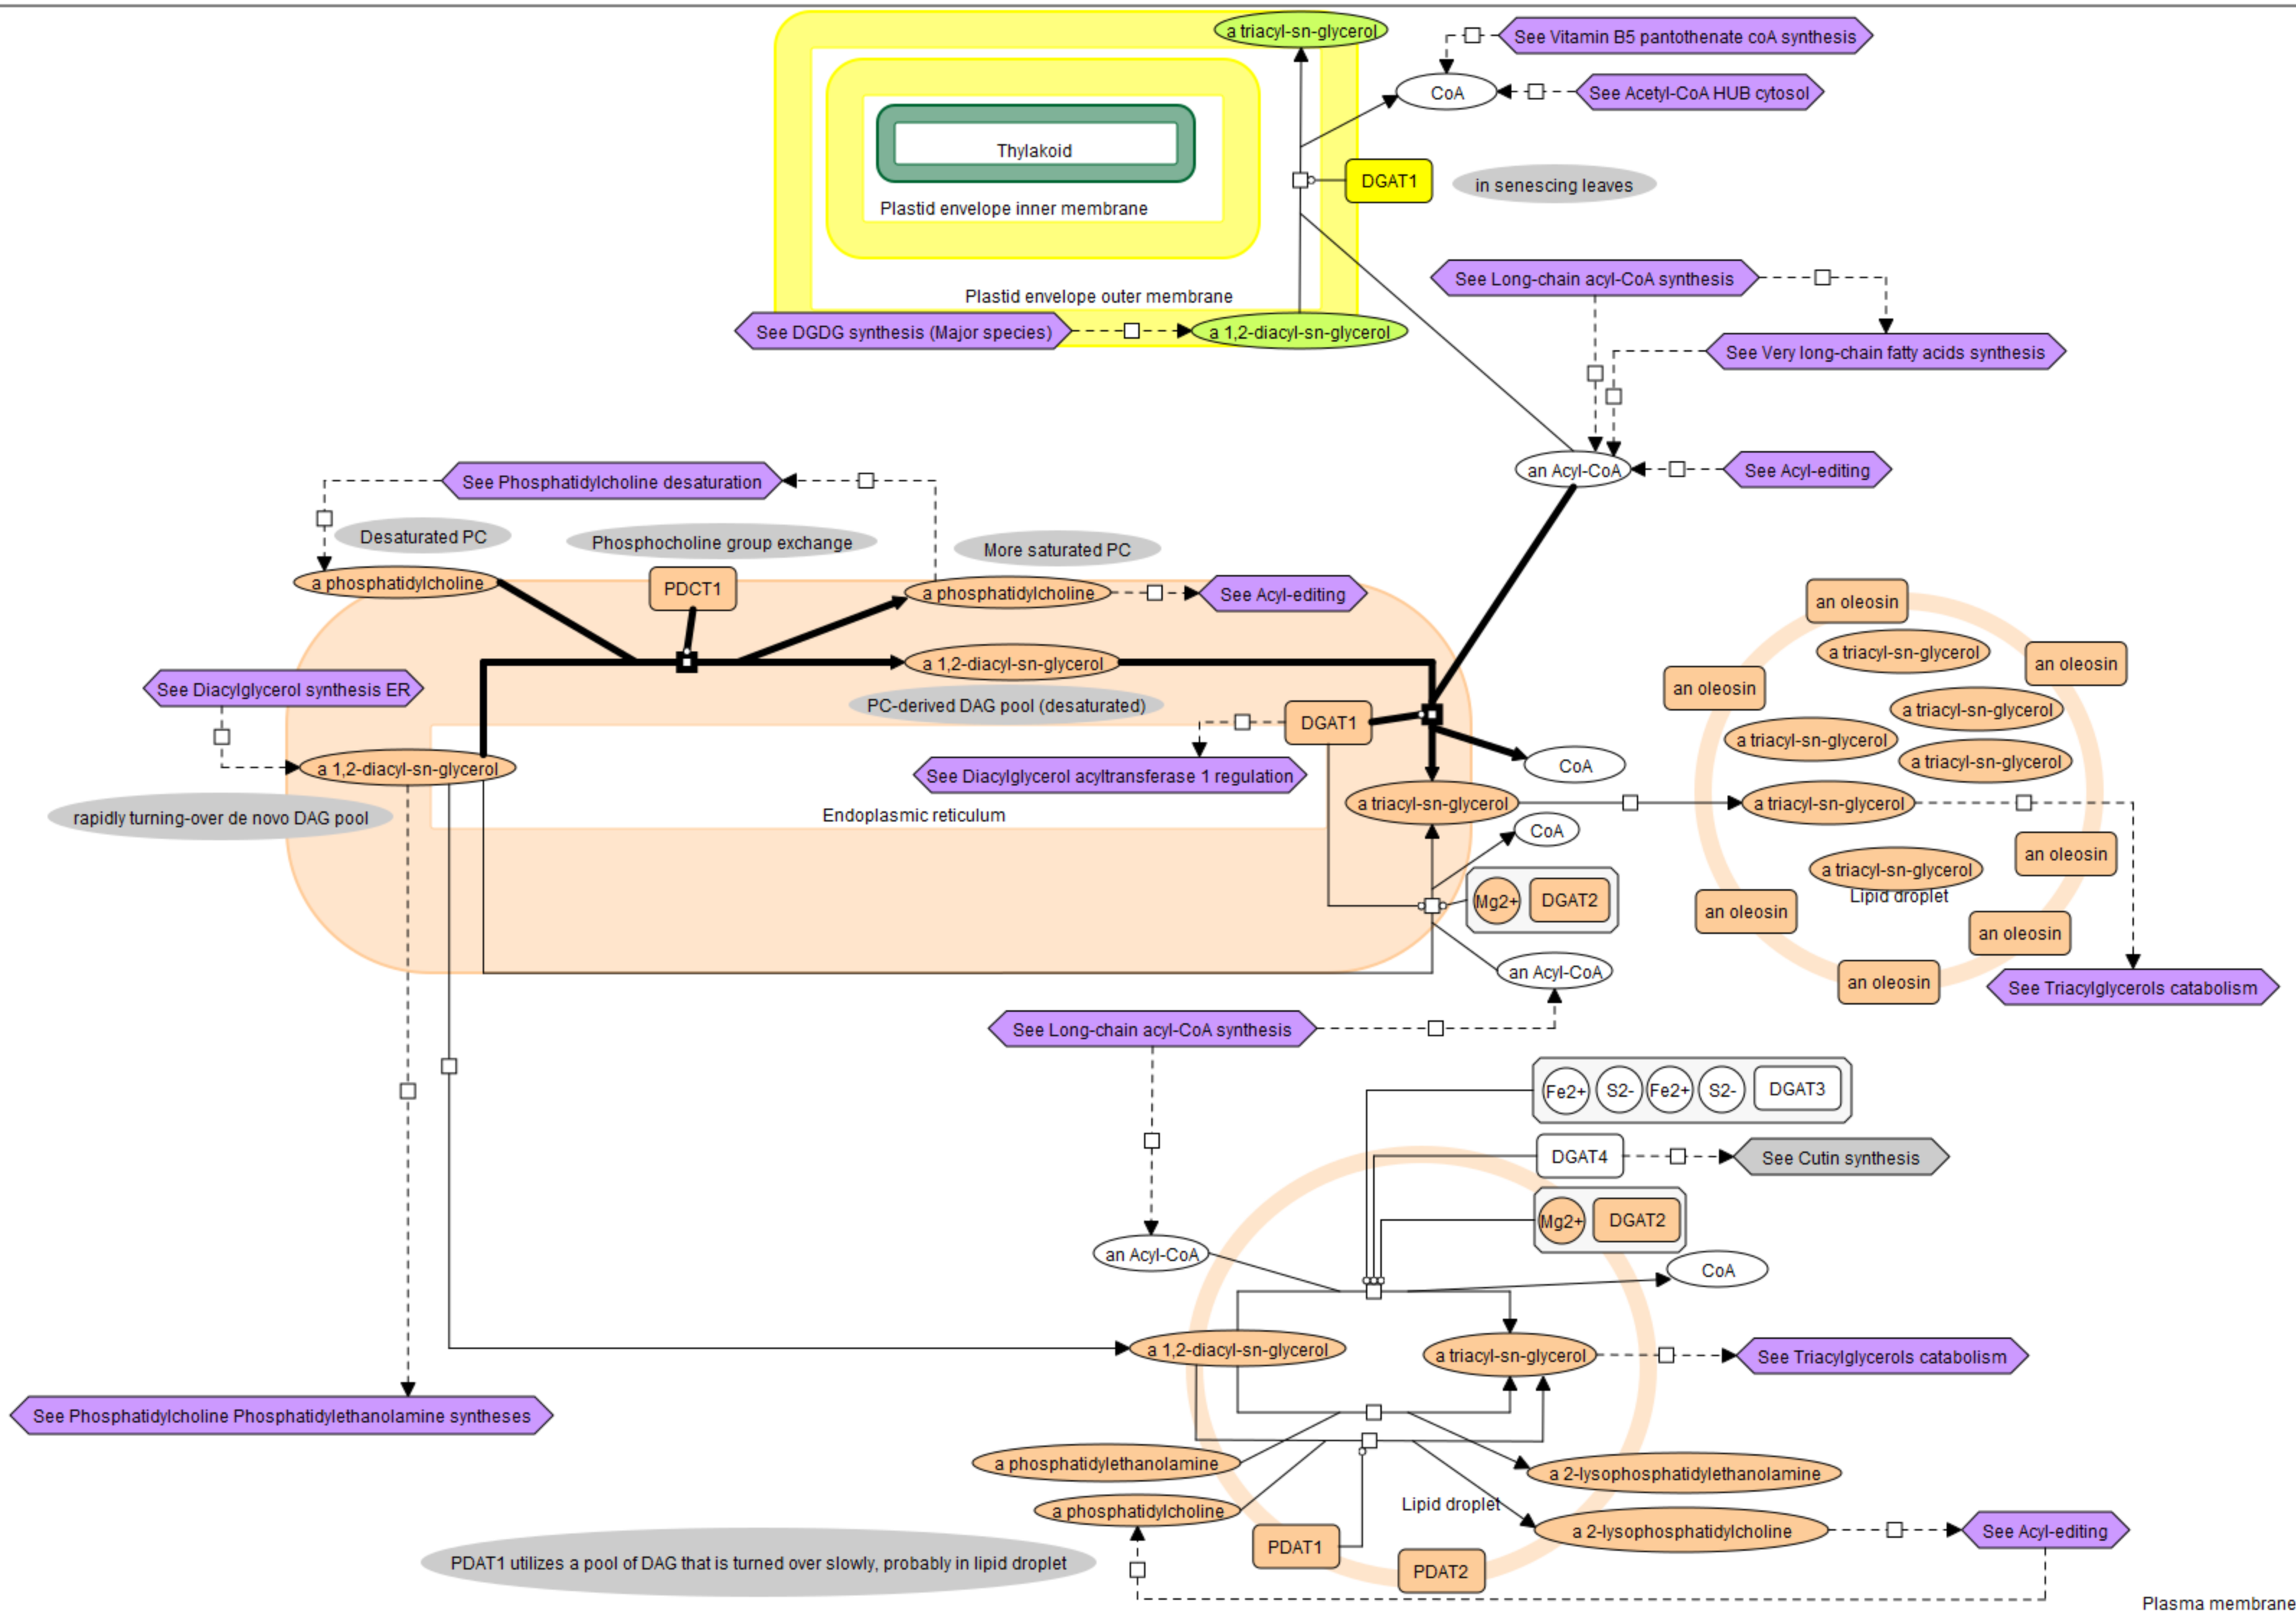 a triacyl-sn-glycerol
See Vitamin B5 pantothenate coA synthesis
CoA
See Acetyl-CoA HUB cytosol
Thylakoid
DGAT1
in senescing leaves
Plastid envelope inner membrane
See Long-chain acyl-CoA synthesis
Plastid envelope outer membrane
See DGDG synthesis (Major species)
a 1,2-diacyl-sn-glycerol
See Very long-chain fatty acids synthesis
an Acyl-CoA
See Acyl-editing
See Phosphatidylcholine desaturation
Desaturated PC
Phosphocholine group exchange
More saturated PC
a phosphatidylcholine
PDCT1
a phosphatidylcholine
See Acyl-editing
an oleosin
a triacyl-sn-glycerol
an oleosin
a 1,2-diacyl-sn-glycerol
See Diacylglycerol synthesis ER
an oleosin
PC-derived DAG pool (desaturated)
a triacyl-sn-glycerol
DGAT1
a triacyl-sn-glycerol
a triacyl-sn-glycerol
CoA
a 1,2-diacyl-sn-glycerol
See Diacylglycerol acyltransferase 1 regulation
a triacyl-sn-glycerol
a triacyl-sn-glycerol
rapidly turning-over de novo DAG pool
Endoplasmic reticulum
CoA
an oleosin
a triacyl-sn-glycerol
Lipid droplet
Mg2+
DGAT2
an oleosin
an oleosin
an Acyl-CoA
an oleosin
See Triacylglycerols catabolism
See Long-chain acyl-CoA synthesis
Fe2+
S2-
Fe2+
S2-
DGAT3
DGAT4
See Cutin synthesis
Mg2+
DGAT2
an Acyl-CoA
CoA
a 1,2-diacyl-sn-glycerol
a triacyl-sn-glycerol
See Triacylglycerols catabolism
See Phosphatidylcholine Phosphatidylethanolamine syntheses
a phosphatidylethanolamine
a 2-lysophosphatidylethanolamine
Lipid droplet
a phosphatidylcholine
a 2-lysophosphatidylcholine
See Acyl-editing
PDAT1
PDAT1 utilizes a pool of DAG that is turned over slowly, probably in lipid droplet
PDAT2
Plasma membrane